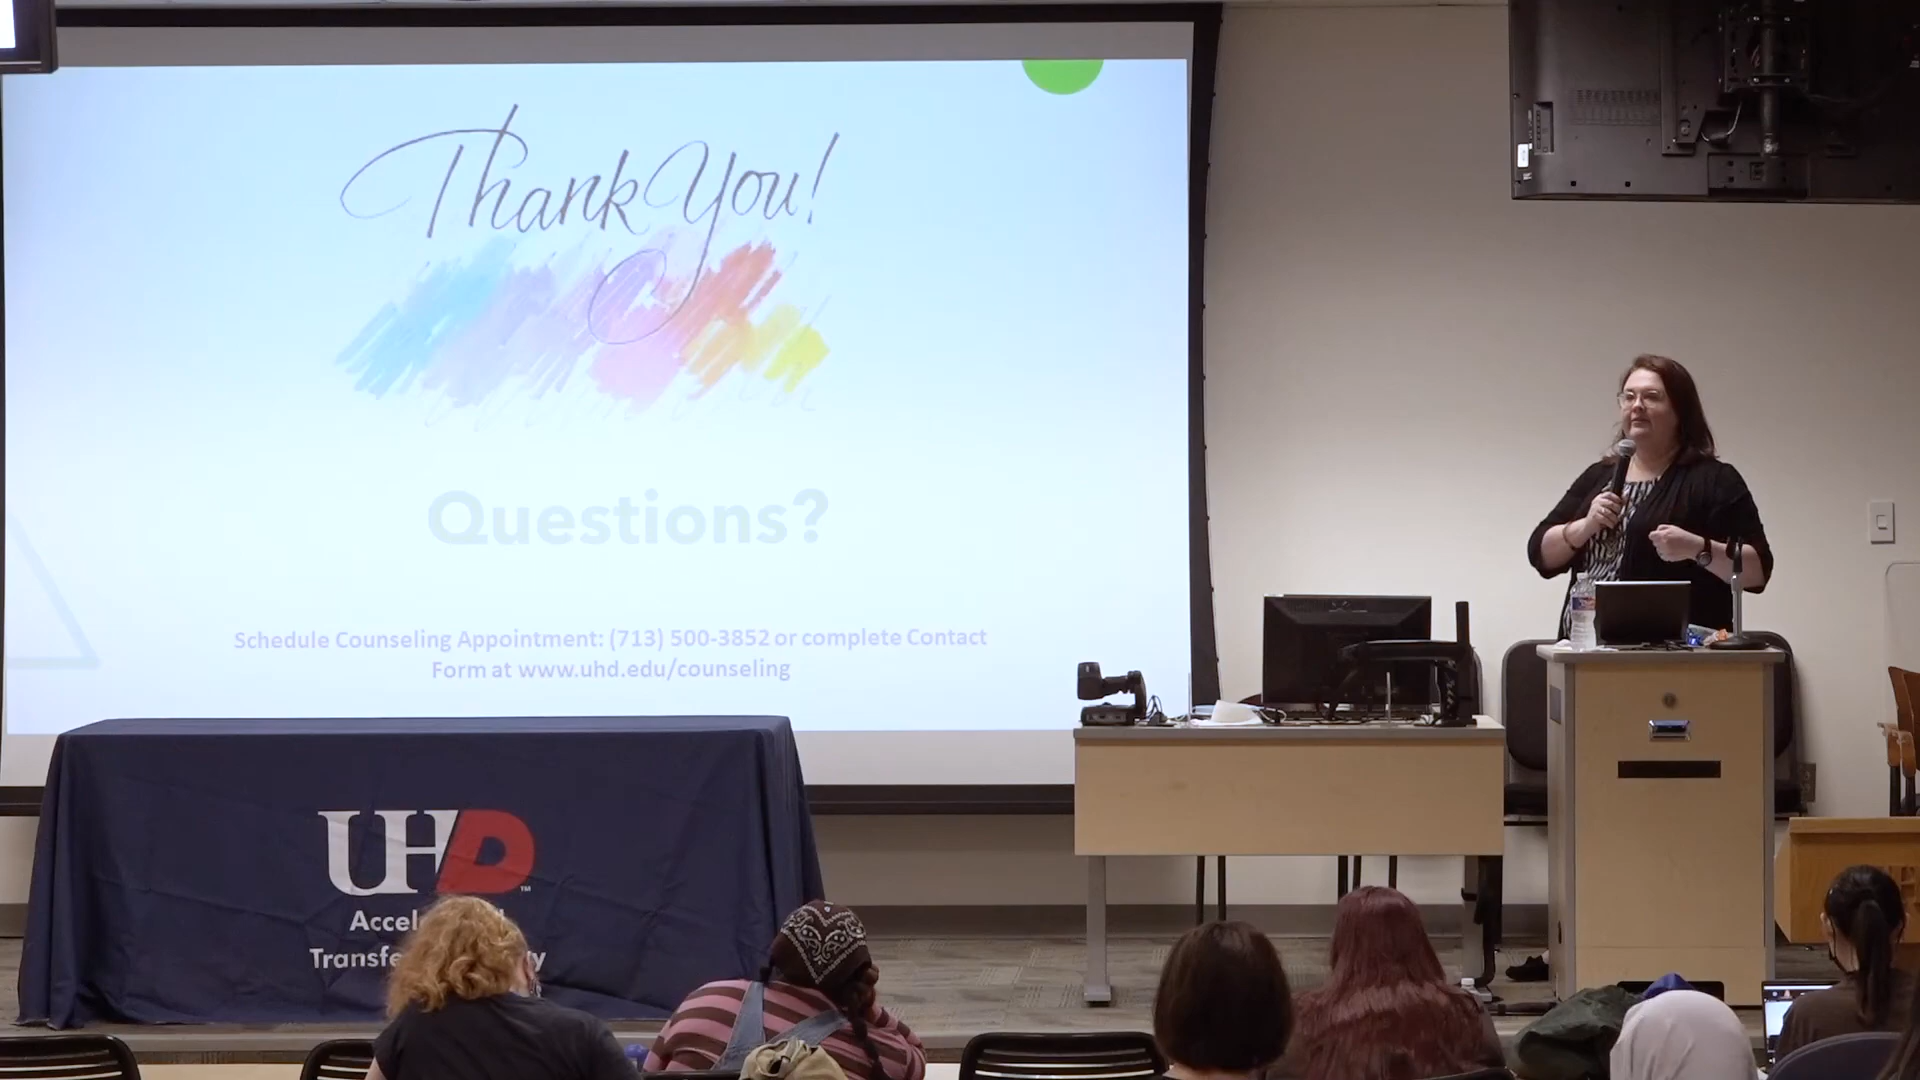 Thank You!
Questions?
Schedule Counseling Appointment: (713) 500-3852 or complete Contact
Form at www.uhd.edu/counseling
UHD